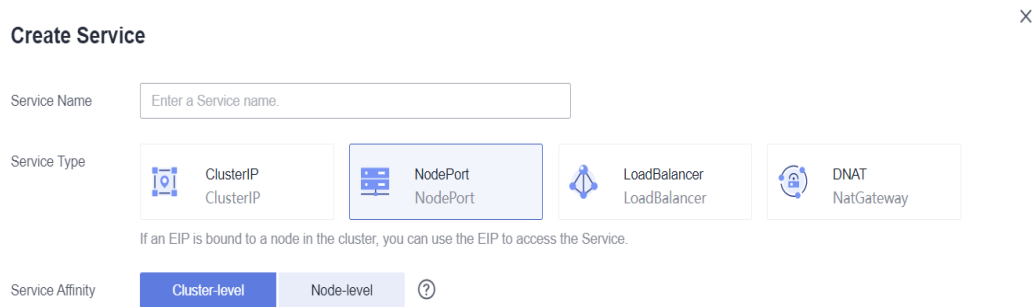 Create Service
Service Name
Enter a Service name.
Service Type
ClusterIP
ClusterIP
NodePort
NodePort
LoadBalancer
LoadBalancer
DNAT
NatGateway
If an EIP is bound to a node in the cluster, you can use the EIP to access the Service.
Service Affinity
Cluster-level
Node-level